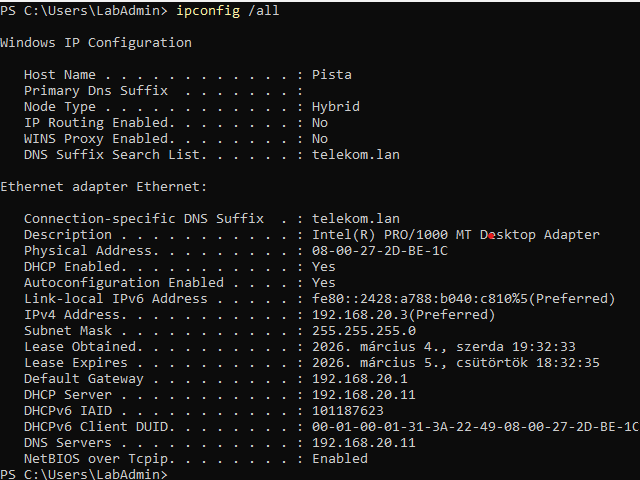 PS C:\Users\LabAdmin> ipconfig /all
Windows IP Configuration
Host Name . . . . . . . . . . . . : Pista
Primary Dns Suffix  . . . . . . . :
Node Type . . . . . . . . . . . . : Hybrid
IP Routing Enabled. . . . . . . . : No
WINS Proxy Enabled. . . . . . . . : No
DNS Suffix Search List. . . . . . : telekom.lan
Ethernet adapter Ethernet:
Connection-specific DNS Suffix  . : telekom.lan
Description . . . . . . . . . . . : Intel(R) PRO/1000 MT Desktop Adapter
Physical Address. . . . . . . . . : 08-00-27-2D-BE-1C
DHCP Enabled. . . . . . . . . . . : Yes
Autoconfiguration Enabled . . . . : Yes
Link-local IPv6 Address . . . . . : fe80::2428:a788:b040:c810%5(Preferred)
IPv4 Address. . . . . . . . . . . : 192.168.20.3(Preferred)
Subnet Mask . . . . . . . . . . . : 255.255.255.0
Lease Obtained. . . . . . . . . . : 2026. március 4., szerda 19:32:33
Lease Expires . . . . . . . . . . : 2026. március 5., csütörtök 18:32:35
Default Gateway . . . . . . . . . : 192.168.20.1
DHCP Server . . . . . . . . . . . : 192.168.20.11
DHCPv6 IAID . . . . . . . . . . . : 101187623
DHCPv6 Client DUID. . . . . . . . : 00-01-00-01-31-3A-22-49-08-00-27-2D-BE-1C
DNS Servers . . . . . . . . . . . : 192.168.20.11
NetBIOS over Tcpip. . . . . . . . : Enabled
PS C:\Users\LabAdmin>